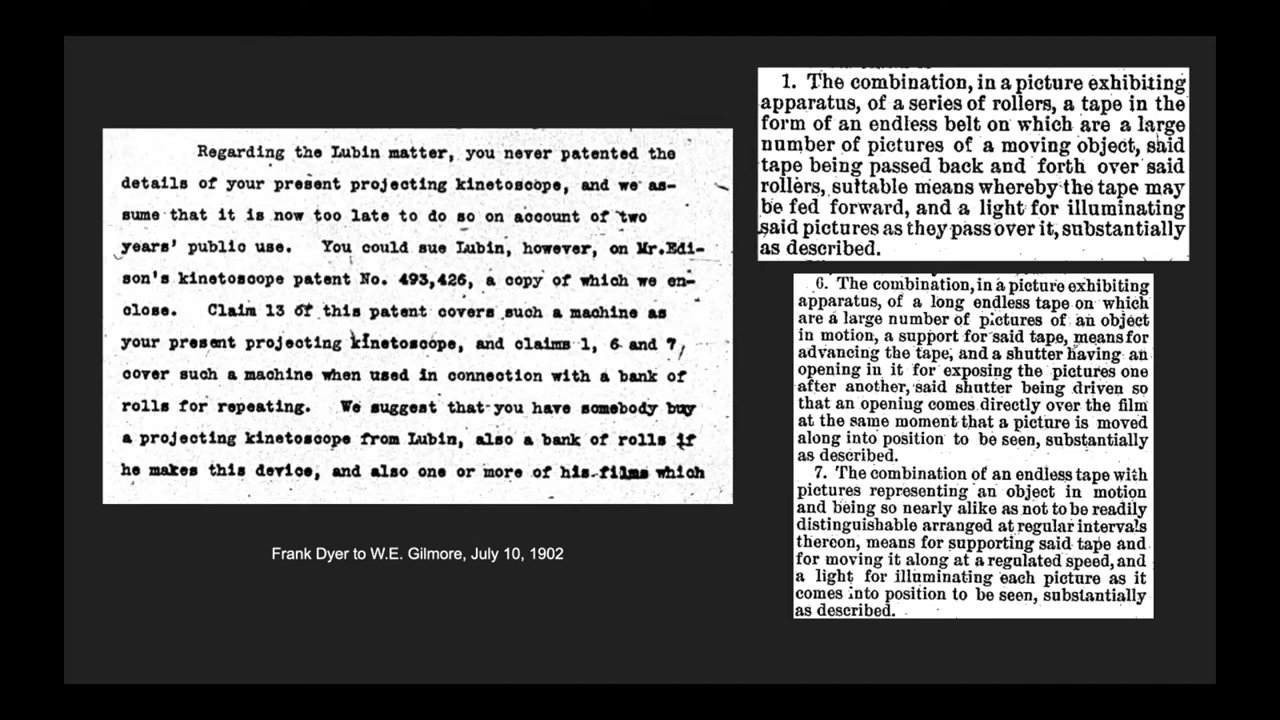 Regarding the Lubin matter, you never patented the
details of your present projecting kinetoscope, and we as-
sume that it is now too late to do so on account of two
years' public use. You could sue Lubin, however, on Mr.Edi-
son's kinetoscope patent No. 493,426, a copy of which we en-
close. Claim 13 of this patent covers such a machine as
your present projecting kinetoscope, and claims 1, 6 and 7,
cover such a machine when used in connection with a bank of
rolls for repeating. We suggest that you have somebody buy
a projecting kinetoscope from Lubin, also a bank of rolls if
he makes this device, and also one or more of his films which
Frank Dyer to W.E. Gilmore, July 10, 1902
1. The combination, in a picture exhibiting
apparatus, of a series of rollers, a tape in the
form of an endless belt on which are a large
number of pictures of a moving object, said
tape being passed back and forth over said
rollers, suitable means whereby the tape may
be fed forward, and a light for illuminating
said pictures as they pass over it, substantially
as described.
6. The combination, in a picture exhibiting
apparatus, of a long endless tape on which
are a large number of pictures of an object
in motion, a support for said tape, means for
advancing the tape, and a shutter having an
opening in it for exposing the pictures one
after another, said shutter being driven so
that an opening comes directly over the film
at the same moment that a picture is moved
along into position to be seen, substantially
as described.
7. The combination of an endless tape with
pictures representing an object in motion
and being so nearly alike as not to be readily
distinguishable arranged at regular intervals
thereon, means for supporting said tape and
for moving it along at a regulated speed, and
a light for illuminating each picture as it
comes into position to be seen, substantially
as described.